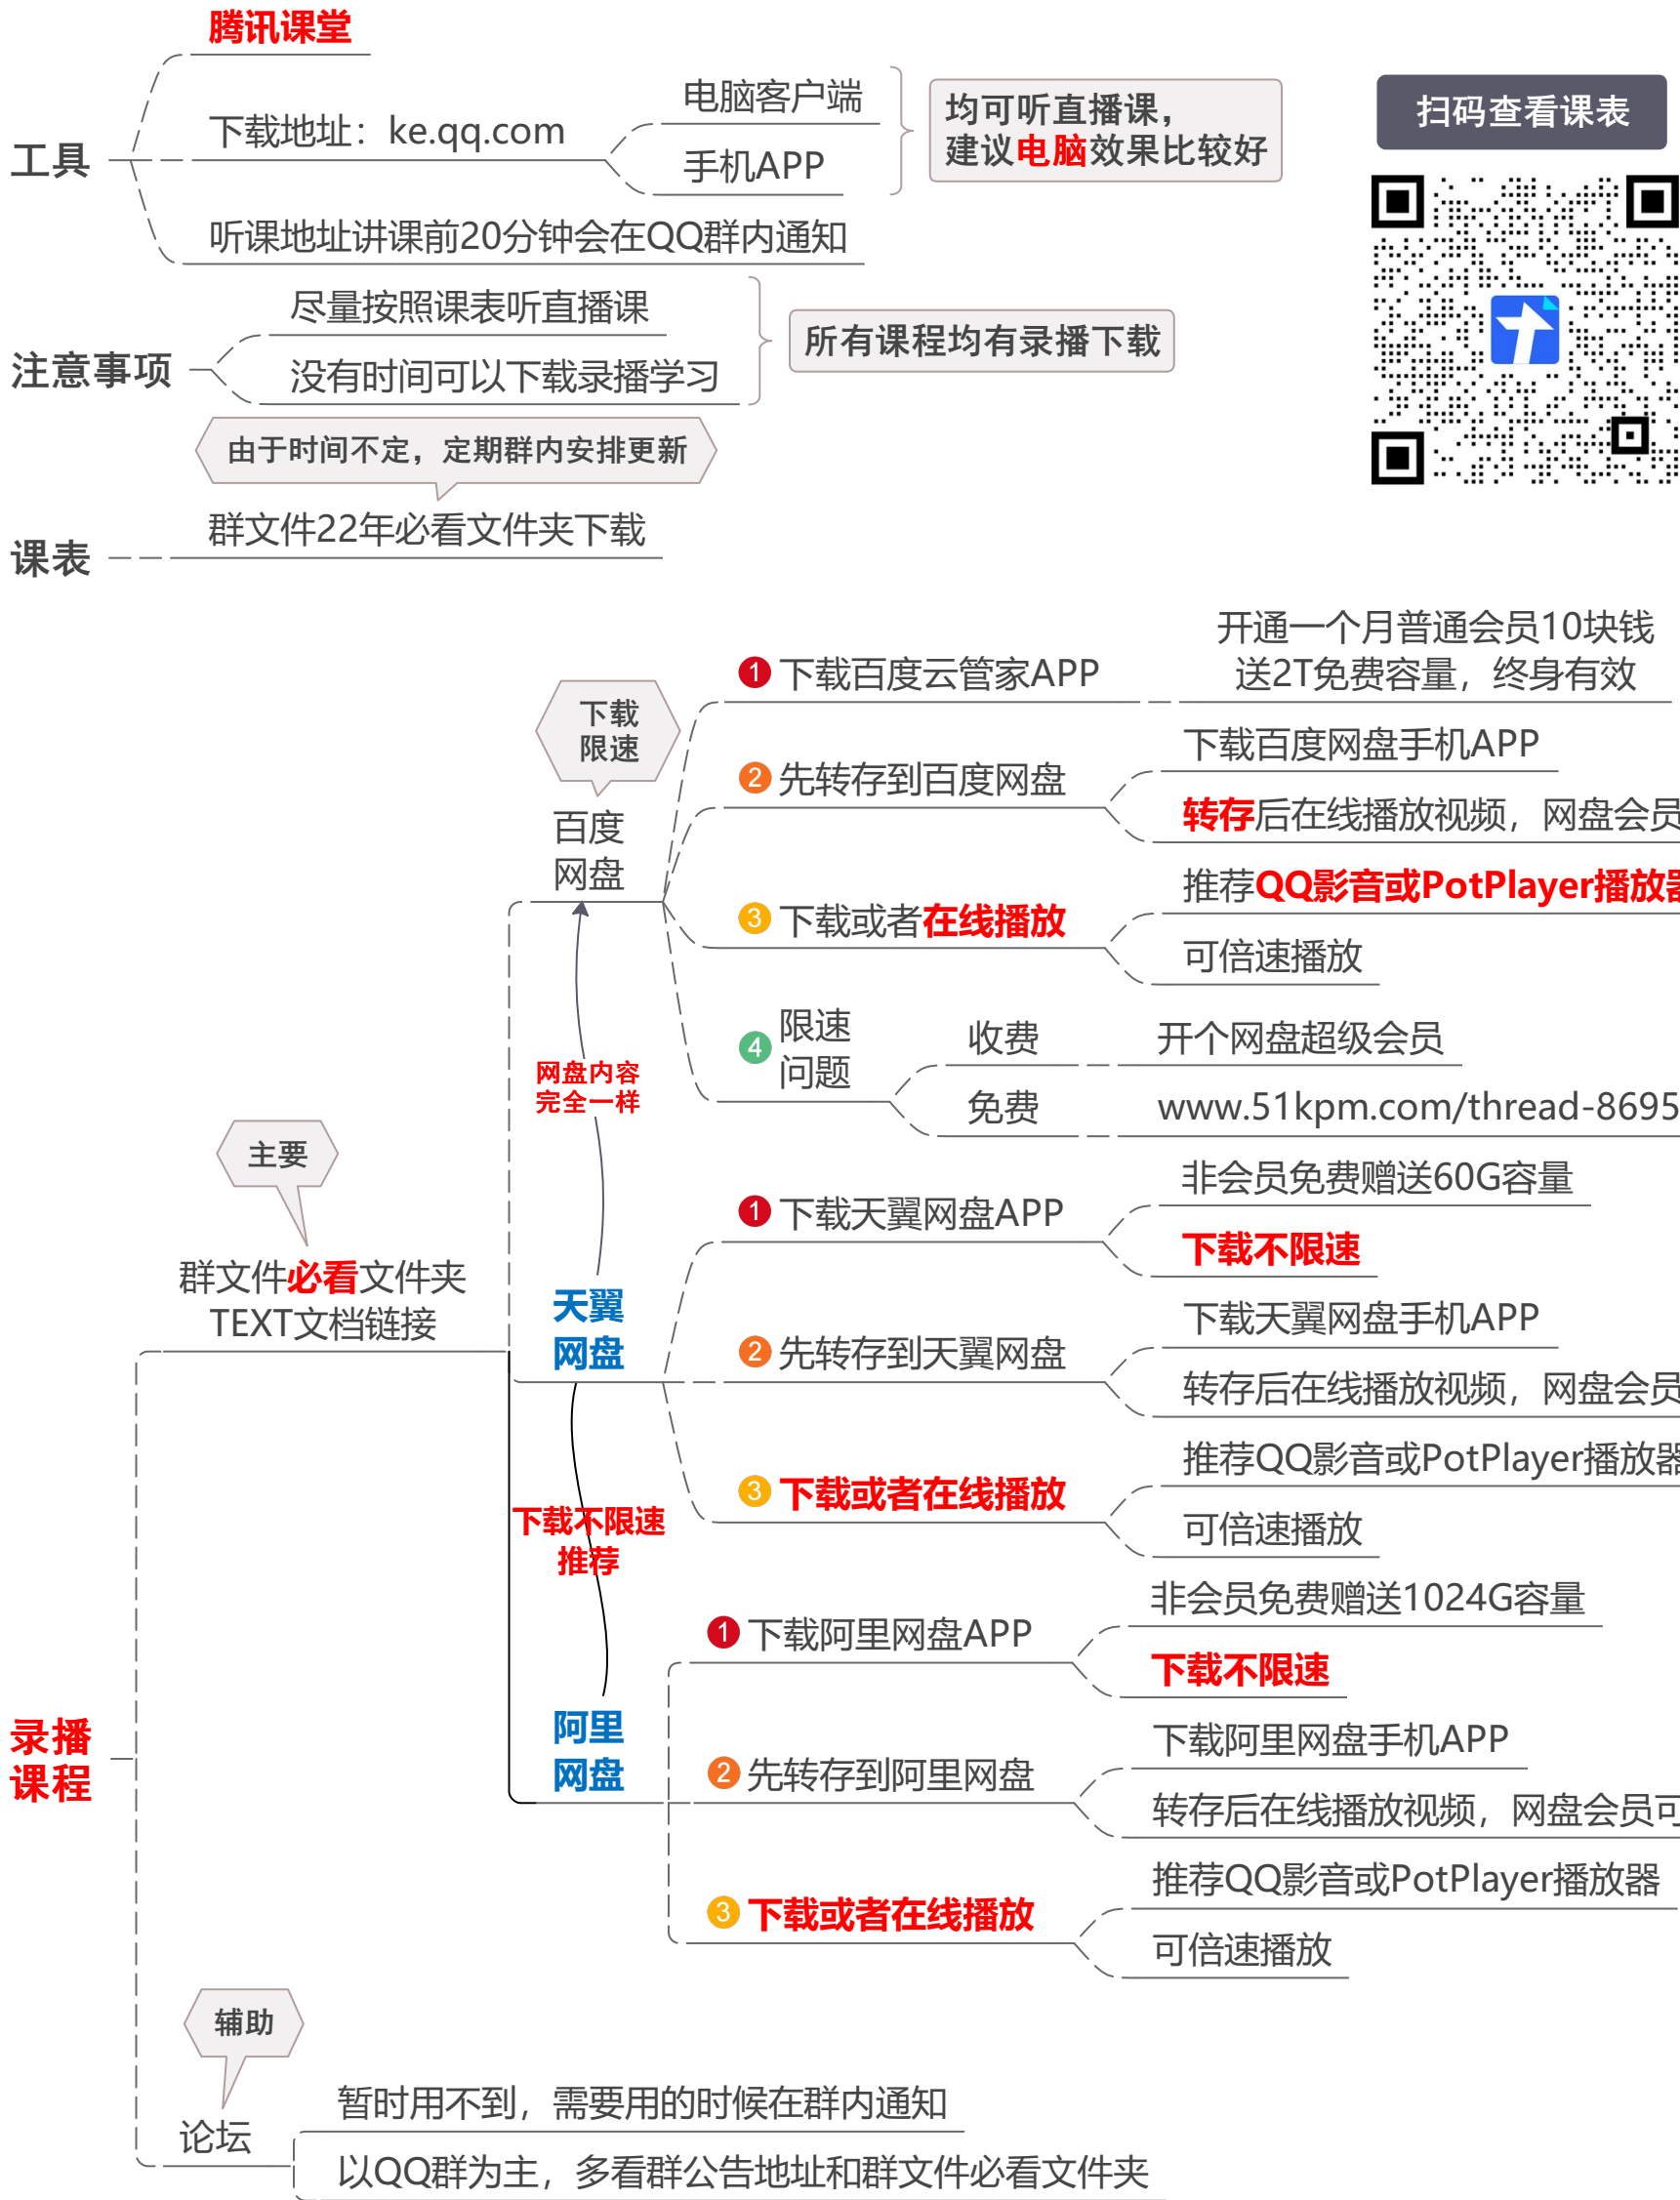 腾讯课堂
工具
下载地址：ke.qq.com
电脑客户端
手机APP
均可听直播课，
建议电脑效果比较好
听课地址讲课前20分钟会在QQ群内通知
扫码查看课表
注意事项
尽量按照课表听直播课
没有时间可以下载录播学习
所有课程均有录播下载
由于时间不定，定期群内安排更新
课表
群文件22年必看文件夹下载
录播
课程
主要
群文件必看文件夹
TEXT文档链接
下载
限速
百度
网盘
1 下载百度云管家APP
开通一个月普通会员10块钱
送2T免费容量，终身有效
2 先转存到百度网盘
下载百度网盘手机APP
转存后在线播放视频，网盘会员
3 下载或者在线播放
推荐QQ影音或PotPlayer播放器
可倍速播放
4 限速
问题
收费
开个网盘超级会员
免费
www.51kpm.com/thread-8695
网盘内容
完全一样
天翼
网盘
1 下载天翼网盘APP
非会员免费赠送60G容量
下载不限速
2 先转存到天翼网盘
下载天翼网盘手机APP
转存后在线播放视频，网盘会员
3 下载或者在线播放
推荐QQ影音或PotPlayer播放器
可倍速播放
下载不限速
推荐
阿里
网盘
1 下载阿里网盘APP
非会员免费赠送1024G容量
下载不限速
2 先转存到阿里网盘
下载阿里网盘手机APP
转存后在线播放视频，网盘会员可
3 下载或者在线播放
推荐QQ影音或PotPlayer播放器
可倍速播放
辅助
论坛
暂时用不到，需要用的时候在群内通知
以QQ群为主，多看群公告地址和群文件必看文件夹